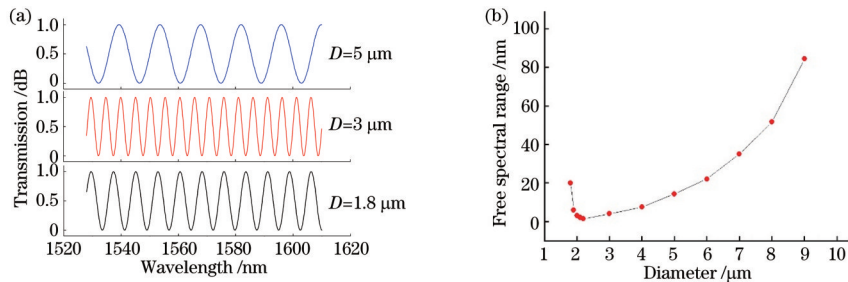 (a)
1.0
0.5
0
D=5 μm
1.0
0.5
0
D=3 μm
1.0
0.5
0
D=1.8 μm
Transmission /dB
1520 1540 1560 1580 1600 1620
Wavelength /nm
(b)
100
80
60
40
20
0
Free spectral range /nm
1 2 3 4 5 6 7 8 9 10
Diameter /μm